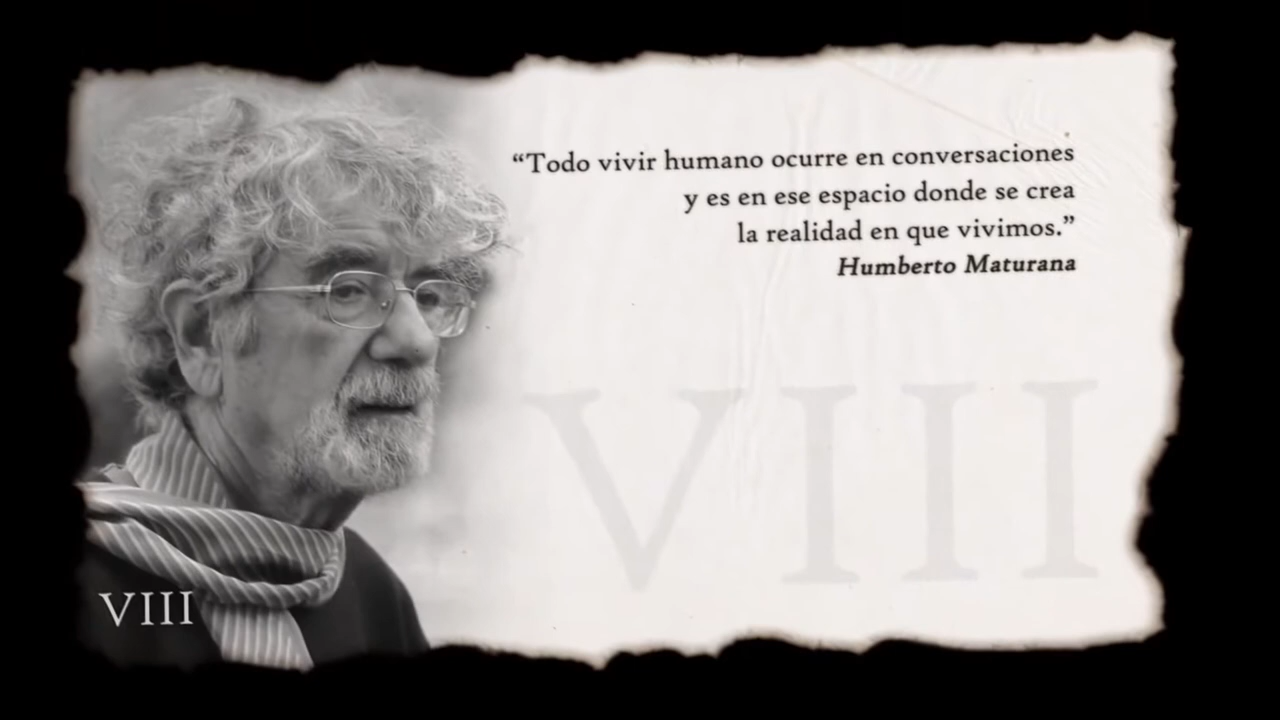 “Todo vivir humano ocurre en conversaciones
y es en ese espacio donde se crea
la realidad en que vivimos.”
Humberto Maturana
VIII
VIII